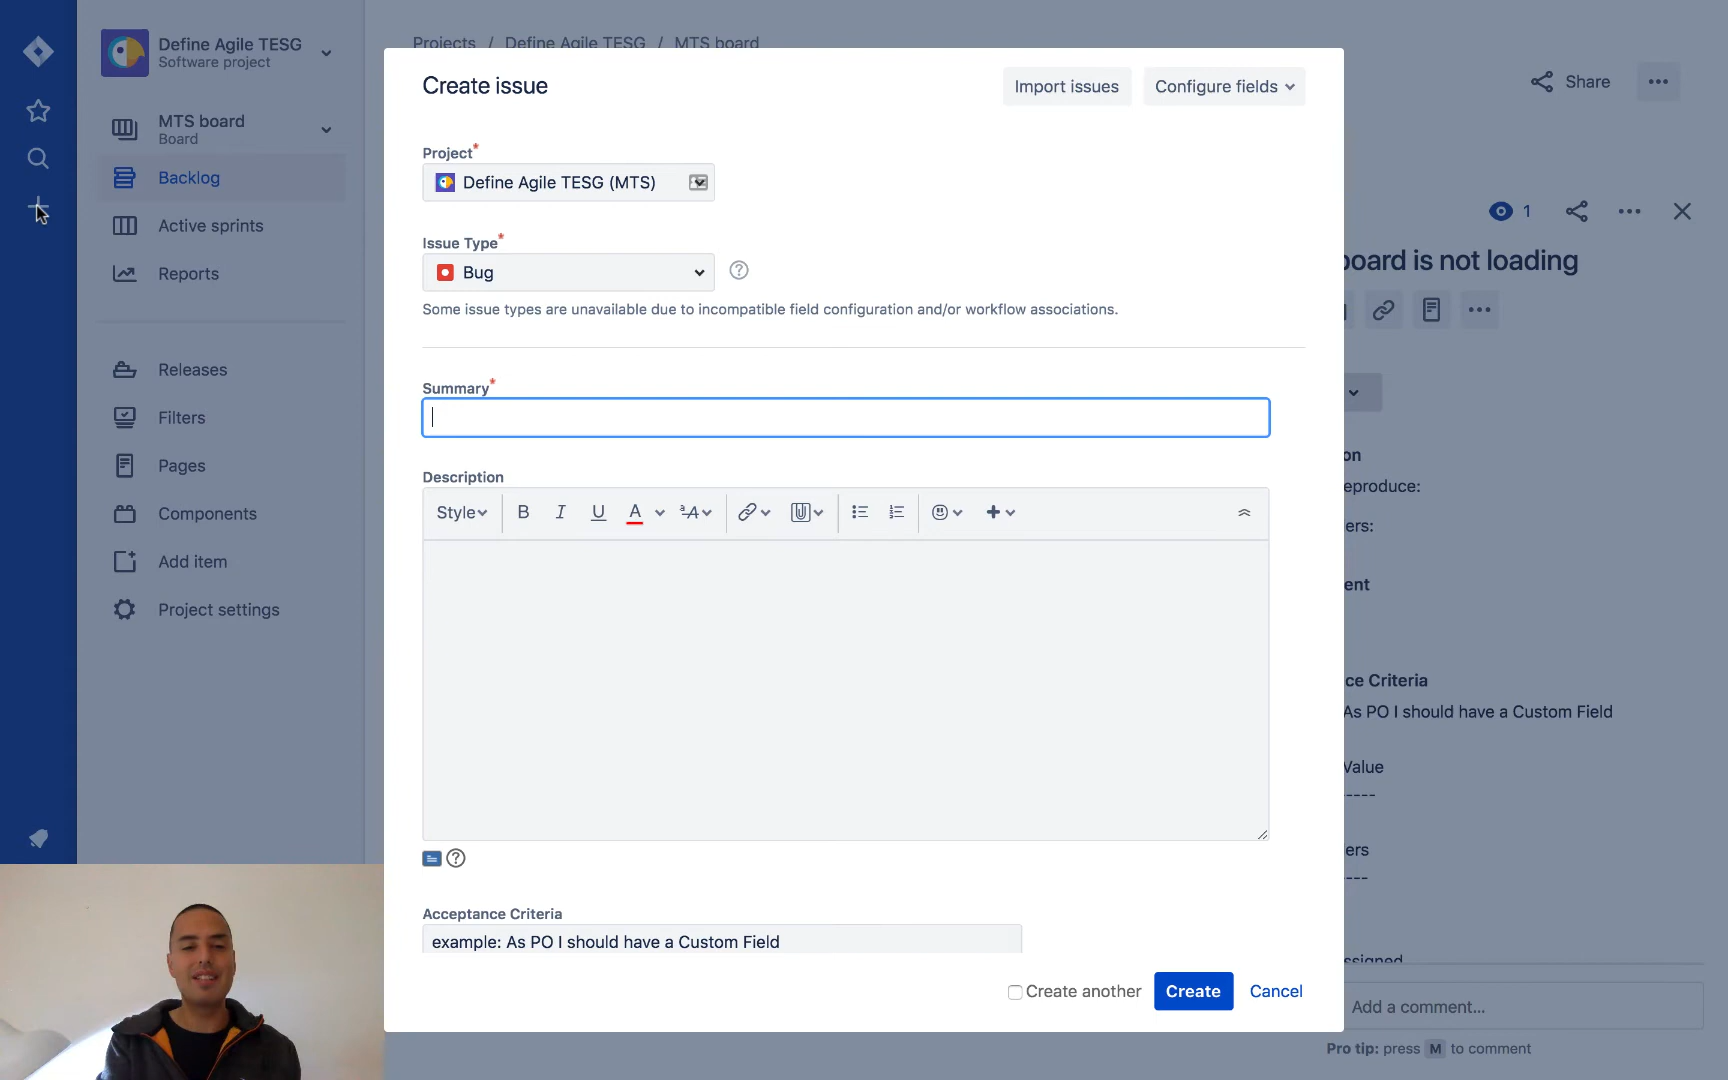 Define Agile TESG
Software project
MTS board
Board
Backlog
Active sprints
Reports
Releases
Filters
Pages
Components
Add item
Project settings
Projects / Define Agile TESG / MTS board
Share
Create issue
Import issues
Configure fields
Project*
Define Agile TESG (MTS)
Issue Type*
Bug
Some issue types are unavailable due to incompatible field configuration and/or workflow associations.
Summary*
Description
Style
B I U A
Acceptance Criteria
example: As PO I should have a Custom Field
Create another
Create
Cancel
1
board is not loading
on
eproduce:
ers:
ent
ce Criteria
As PO I should have a Custom Field
Value
-----
ers
----
ssigned
Add a comment...
Pro tip: press M to comment